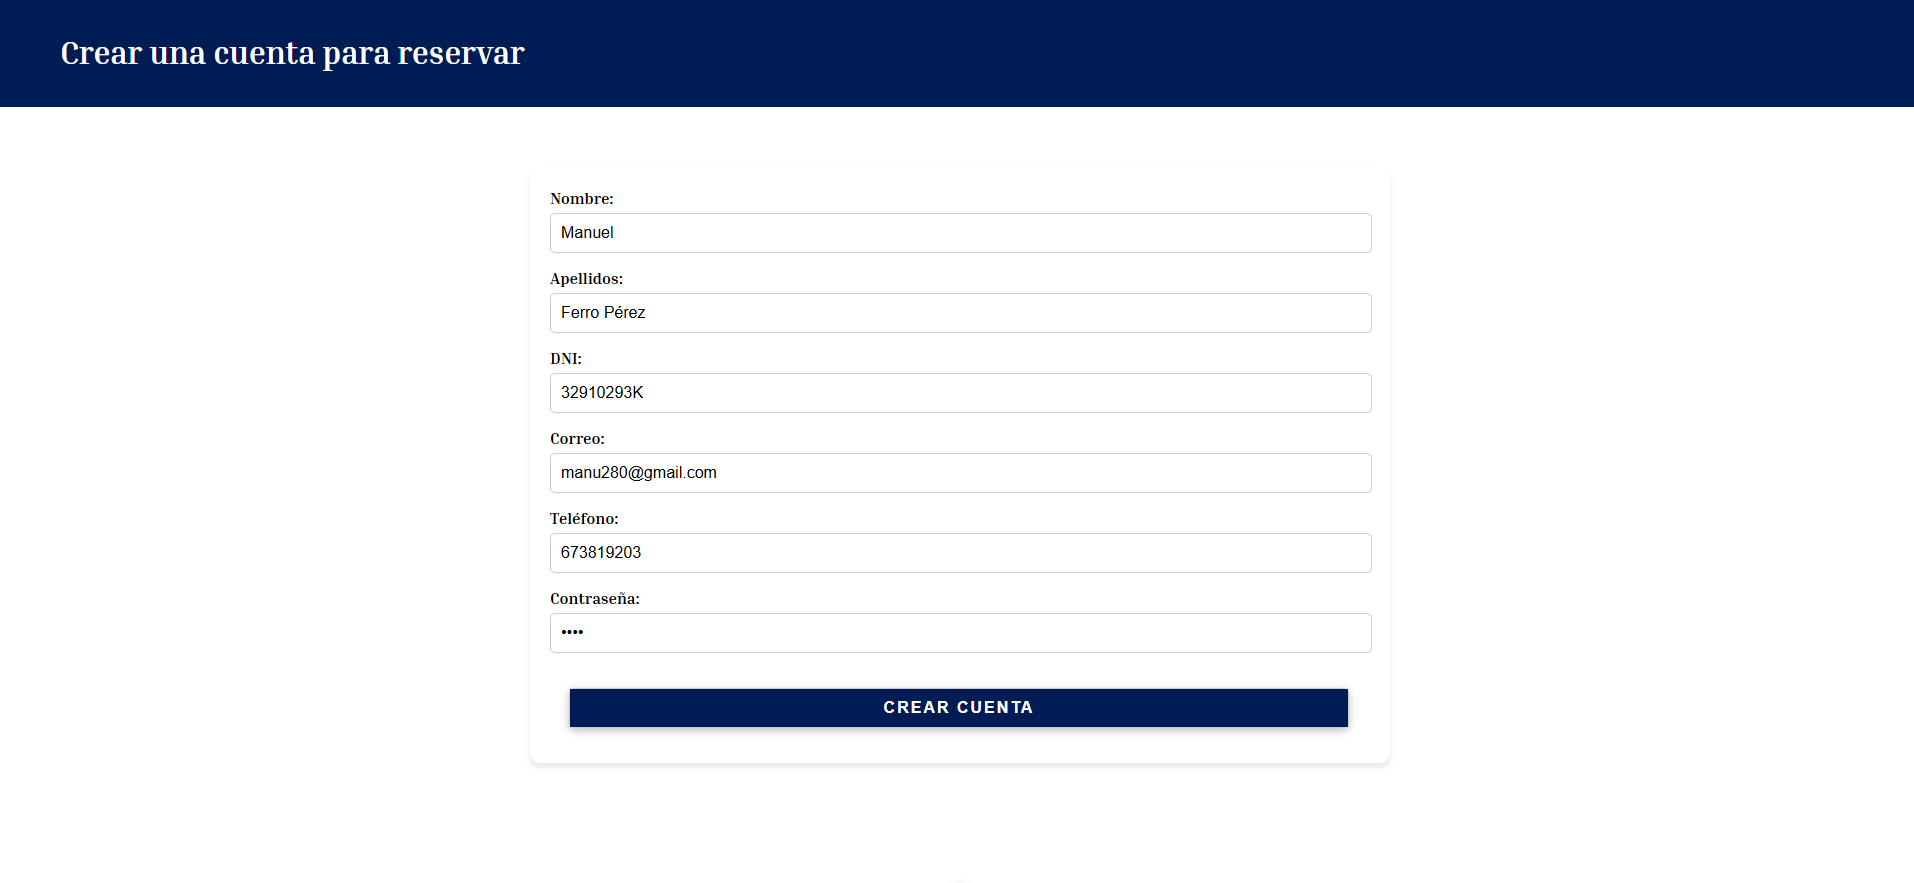 Crear una cuenta para reservar
Nombre:
Manuel
Apellidos:
Ferro Pérez
DNI:
32910293K
Correo:
manu280@gmail.com
Teléfono:
673819203
Contraseña:
••••
CREAR CUENTA